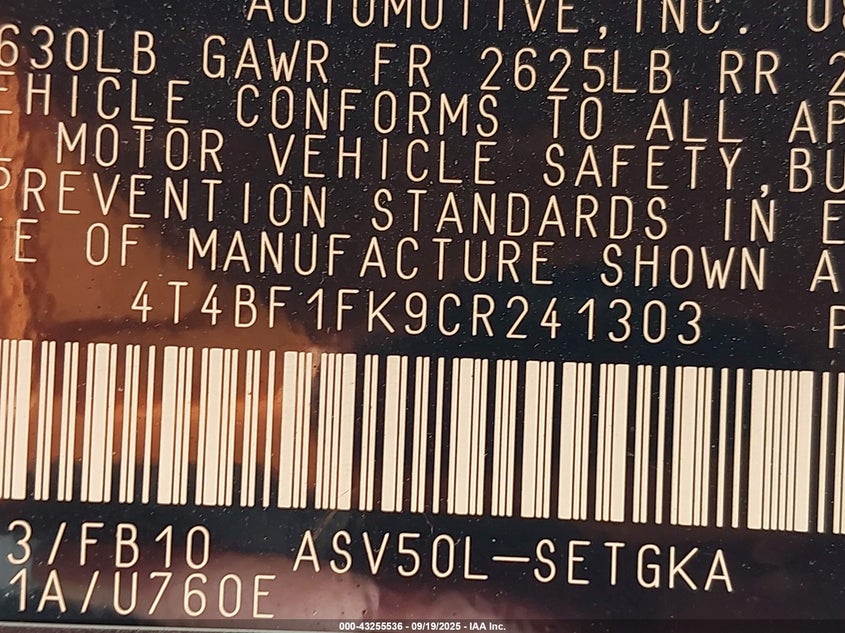 AUTOMOTIVE, INC.
630LB GAWR FR 2625LB RR 2
EHICLE CONFORMS TO ALL AP
MOTOR VEHICLE SAFETY, BU
PREVENTION STANDARDS IN E
E OF MANUFACTURE SHOWN A
4T4BF1FK9CR241303 P
3/FB10 ASV50L-SETGKA
1A/U760E
000-43255536 - 09/19/2025 - IAA Inc.